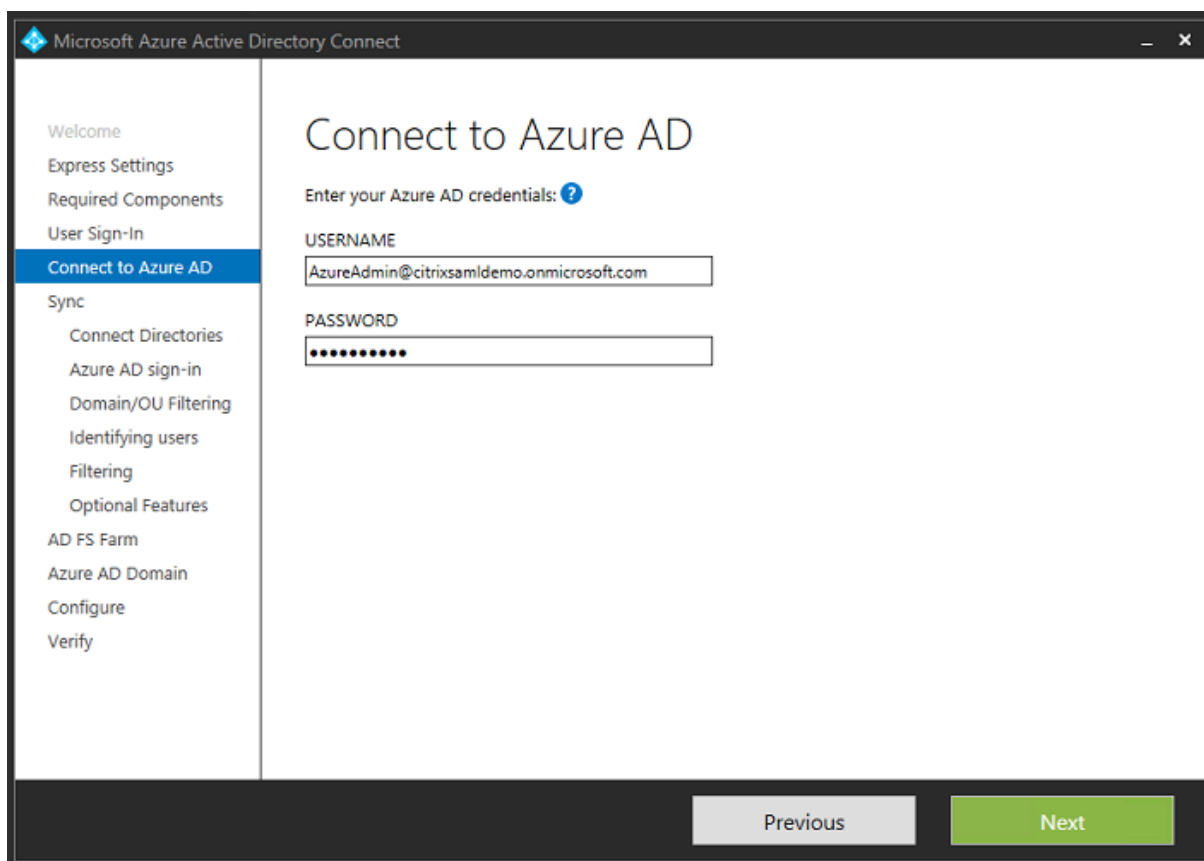 Microsoft Azure Active Directory Connect
Welcome
Express Settings
Required Components
User Sign-In
Connect to Azure AD
Sync
Connect Directories
Azure AD sign-in
Domain/OU Filtering
Identifying users
Filtering
Optional Features
AD FS Farm
Azure AD Domain
Configure
Verify
Connect to Azure AD
Enter your Azure AD credentials: ?
USERNAME
AzureAdmin@citrixsamldemo.onmicrosoft.com
PASSWORD
••••••••••
Previous
Next